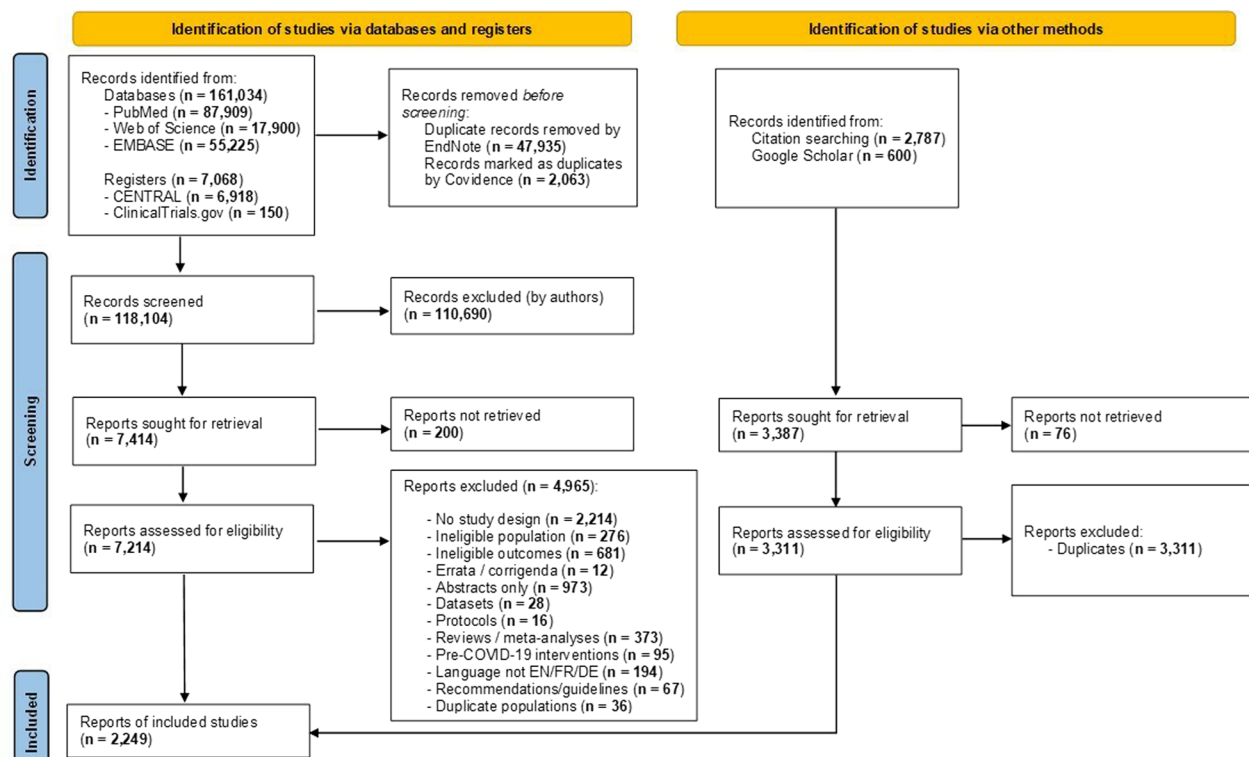 Identification of studies via databases and registers
Identification of studies via other methods
Identification
Records identified from:
Databases (n = 161,034)
- PubMed (n = 87,909)
- Web of Science (n = 17,900)
- EMBASE (n = 55,225)
Registers (n = 7,068)
- CENTRAL (n = 6,918)
- ClinicalTrials.gov (n = 150)
Records removed before
screening:
Duplicate records removed by
EndNote (n = 47,935)
Records marked as duplicates
by Covidence (n = 2,063)
Records identified from:
Citation searching (n = 2,787)
Google Scholar (n = 600)
Screening
Records screened
(n = 118,104)
Records excluded (by authors)
(n = 110,690)
Reports sought for retrieval
(n = 7,414)
Reports not retrieved
(n = 200)
Reports sought for retrieval
(n = 3,387)
Reports not retrieved
(n = 76)
Reports assessed for eligibility
(n = 7,214)
Reports excluded (n = 4,965):
- No study design (n = 2,214)
- Ineligible population (n = 276)
- Ineligible outcomes (n = 681)
- Errata / corrigenda (n = 12)
- Abstracts only (n = 973)
- Datasets (n = 28)
- Protocols (n = 16)
- Reviews / meta-analyses (n = 373)
- Pre-COVID-19 interventions (n = 95)
- Language not EN/FR/DE (n = 194)
- Recommendations/guidelines (n = 67)
- Duplicate populations (n = 36)
Reports assessed for eligibility
(n = 3,311)
Reports excluded:
- Duplicates (n = 3,311)
Included
Reports of included studies
(n = 2,249)